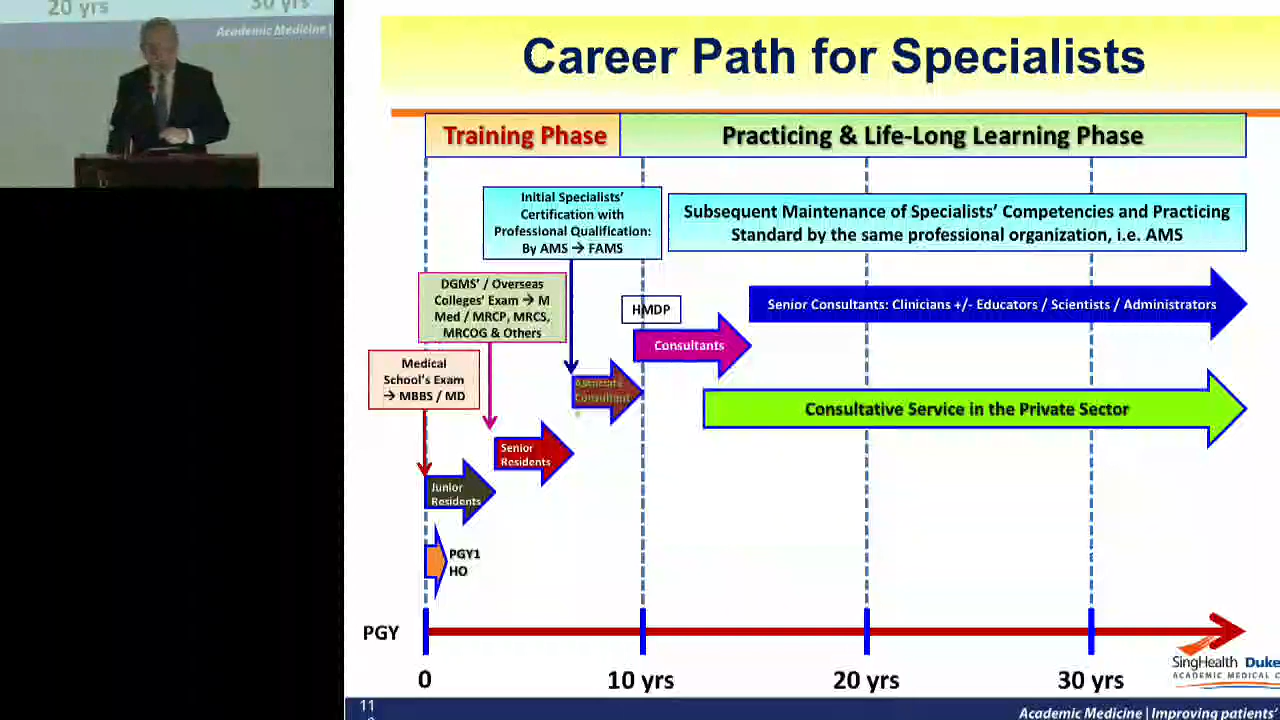 20 yrs
30 yrs
Academic Medicine |
Career Path for Specialists
Training Phase
Practicing & Life-Long Learning Phase
Initial Specialists’
Certification with
Professional Qualification:
By AMS → FAMS
Subsequent Maintenance of Specialists’ Competencies and Practicing
Standard by the same professional organization, i.e. AMS
DGMS’ / Overseas
Colleges’ Exam → M
Med / MRCP, MRCS,
MRCOG & Others
HMDP
Senior Consultants: Clinicians +/- Educators / Scientists / Administrators
Consultants
Medical
School’s Exam
→ MBBS / MD
Associate
Consultant
s
Consultative Service in the Private Sector
Senior
Residents
Junior
Residents
PGY1
HO
PGY
0
10 yrs
20 yrs
30 yrs
SingHealth Duke
ACADEMIC MEDICAL C
11
Academic Medicine | Improving patients'